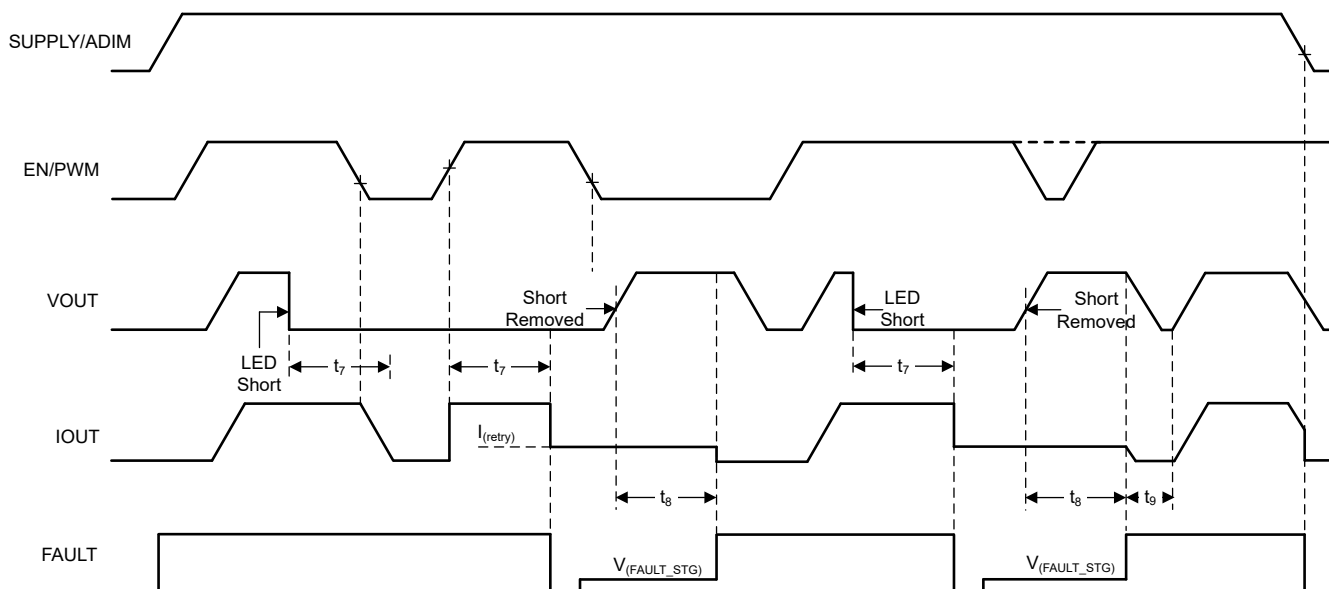 SUPPLY/ADIM
EN/PWM
VOUT
LED
Short
t7
t7
Short
Removed
LED
Short
t7
Short
Removed
IOUT
I(retry)
t8
t8
t9
FAULT
V(FAULT_STG)
V(FAULT_STG)